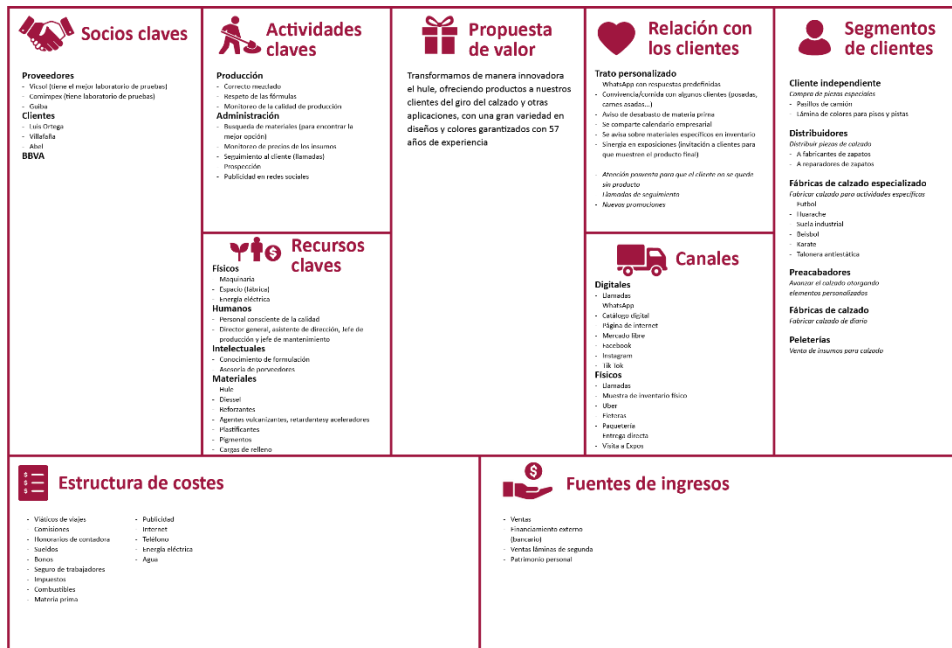 Socios claves
Proveedores
- Vicsol (tiene el mejor laboratorio de pruebas)
- Comimpex (tiene laboratorio de pruebas)
- Guiba
Clientes
- Luis Ortega
- Villafaña
- Abel
BBVA
Actividades
claves
Producción
- Correcto mezclado
- Respeto de las fórmulas
- Monitoreo de la calidad de producción
Administración
- Busqueda de materiales (para encontrar la
mejor opción)
- Monitoreo de precios de los insumos
- Seguimiento al cliente (llamadas)
Prospección
- Publicidad en redes sociales
Recursos
claves
Físicos
- Maquinaria
- Espacio (fábrica)
- Energía eléctrica
Humanos
- Personal consciente de la calidad
- Director general, asistente de dirección, Jefe de
producción y jefe de mantenimiento
Intelectuales
- Conocimiento de formulación
- Asesoría de porveedores
Materiales
- Hule
- Diessel
- Reforzantes
- Agentes vulcanizantes, retardantesy aceleradores
- Plastificantes
- Pigmentos
- Cargas de relleno
Propuesta
de valor
Transformamos de manera innovadora
el hule, ofreciendo productos a nuestros
clientes del giro del calzado y otras
aplicaciones, con una gran variedad en
diseños y colores garantizados con 57
años de experiencia
Relación con
los clientes
Trato personalizado
- WhatsApp con respuestas predefinidas
- Convivencia/comida con algunos clientes (posadas,
carnes asadas...)
- Aviso de desabasto de materia prima
- Se comparte calendario empresarial
- Se avisa sobre materiales específicos en inventario
- Sinergia en exposiciones (invitación a clientes para
que muestren el producto final)
- Atención posventa para que el cliente no se quede
sin producto
- Llamadas de seguimiento
- Nuevas promociones
Canales
Digitales
- Llamadas
- WhatsApp
- Catálogo digital
- Página de internet
- Mercado libre
- Facebook
- Instagram
- Tik Tok
Físicos
- Llamadas
- Muestra de inventario físico
- Uber
- Fleteras
- Paquetería
- Entrega directa
- Visita a Expos
Segmentos
de clientes
Cliente independiente
Compra de piezas especiales
- Pasillos de camión
- Lámina de colores para pisos y pistas
Distribuidores
Distribuir piezas de calzado
- A fabricantes de zapatos
- A reparadores de zapatos
Fábricas de calzado especializado
Fabricar calzado para actividades específicas
- Futbol
- Huarache
- Suela industrial
- Beisbol
- Karate
- Talonera antiestática
Preacabadores
Avanzar el calzado otorgando
elementos personalizados
Fábricas de calzado
Fabricar calzado de diario
Peleterías
Venta de insumos para calzado
Estructura de costes
- Viáticos de viajes
- Comisiones
- Honorarios de contadora
- Sueldos
- Bonos
- Seguro de trabajadores
- Impuestos
- Combustibles
- Materia prima
- Publicidad
- Internet
- Teléfono
- Energía eléctrica
- Agua
Fuentes de ingresos
- Ventas
- Financiamiento externo
(bancario)
- Ventas láminas de segunda
- Patrimonio personal